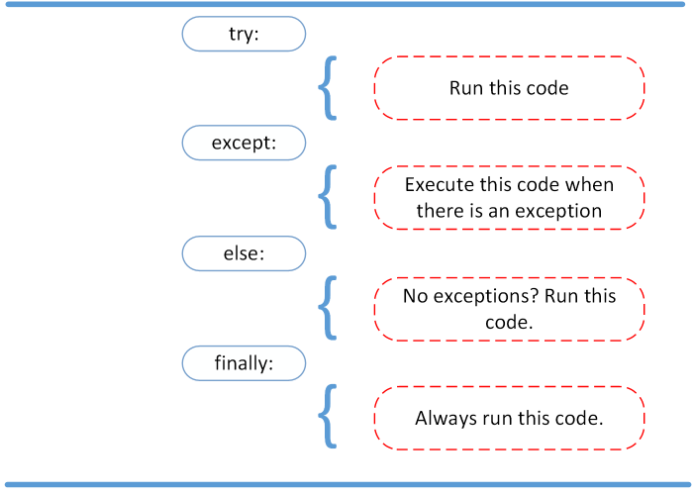 try:
Run this code
except:
Execute this code when
there is an exception
else:
No exceptions? Run this
code.
finally:
Always run this code.